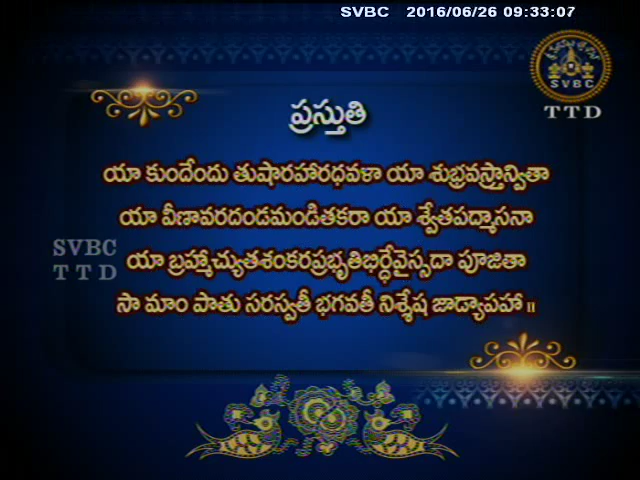 SVBC 2016/06/26 09:33:07
SVBC
TTD
ప్రస్తుతి
యా కుందేందు తుషారహారధవళా యా శుభ్రవస్త్రాన్వితా
యా వీణావరదండమండితకరా యా శ్వేతపద్మాసనా
SVBC
TTD
యా బ్రహ్మాచ్యుతశంకరప్రభృతిభిర్దేవైస్సదా పూజితా
సా మాం పాతు సరస్వతీ భగవతీ నిశ్శేష జాడ్యాపహా ॥